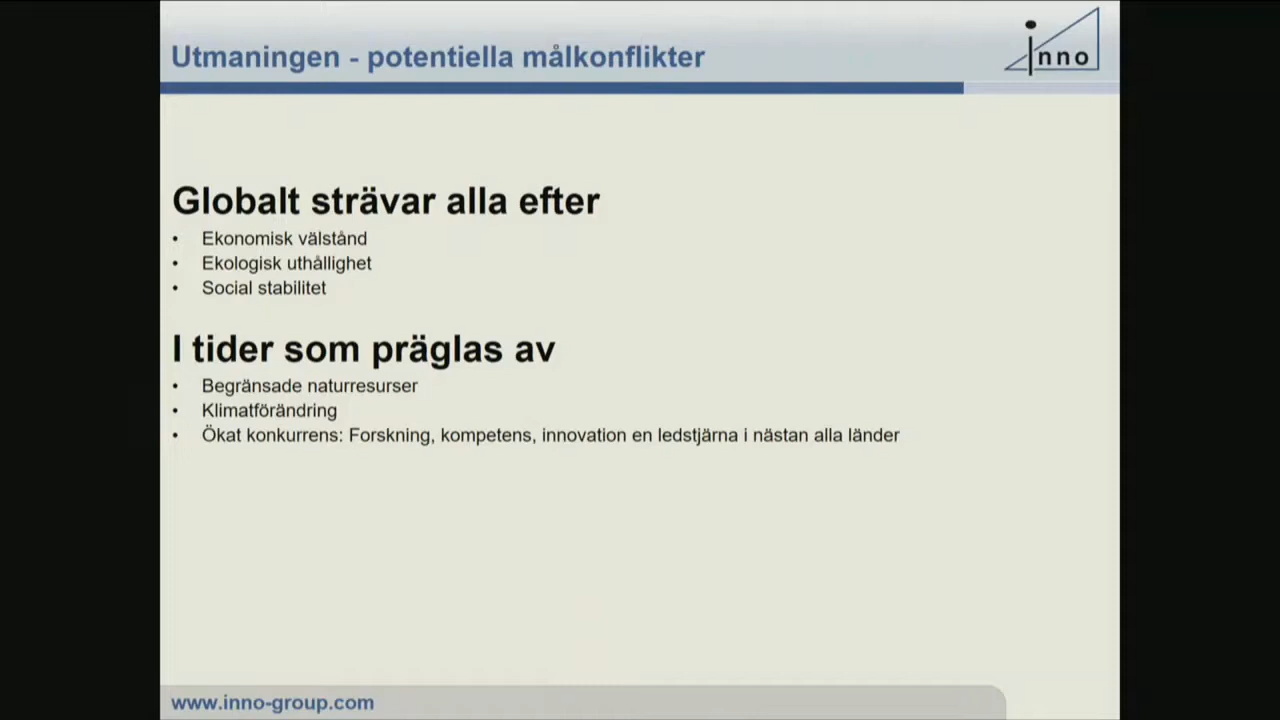 Utmaningen - potentiella målkonflikter
inno
Globalt strävar alla efter
• Ekonomisk välstånd
• Ekologisk uthållighet
• Social stabilitet
I tider som präglas av
• Begränsade naturresurser
• Klimatförändring
• Ökat konkurrens: Forskning, kompetens, innovation en ledstjärna i nästan alla länder
www.inno-group.com